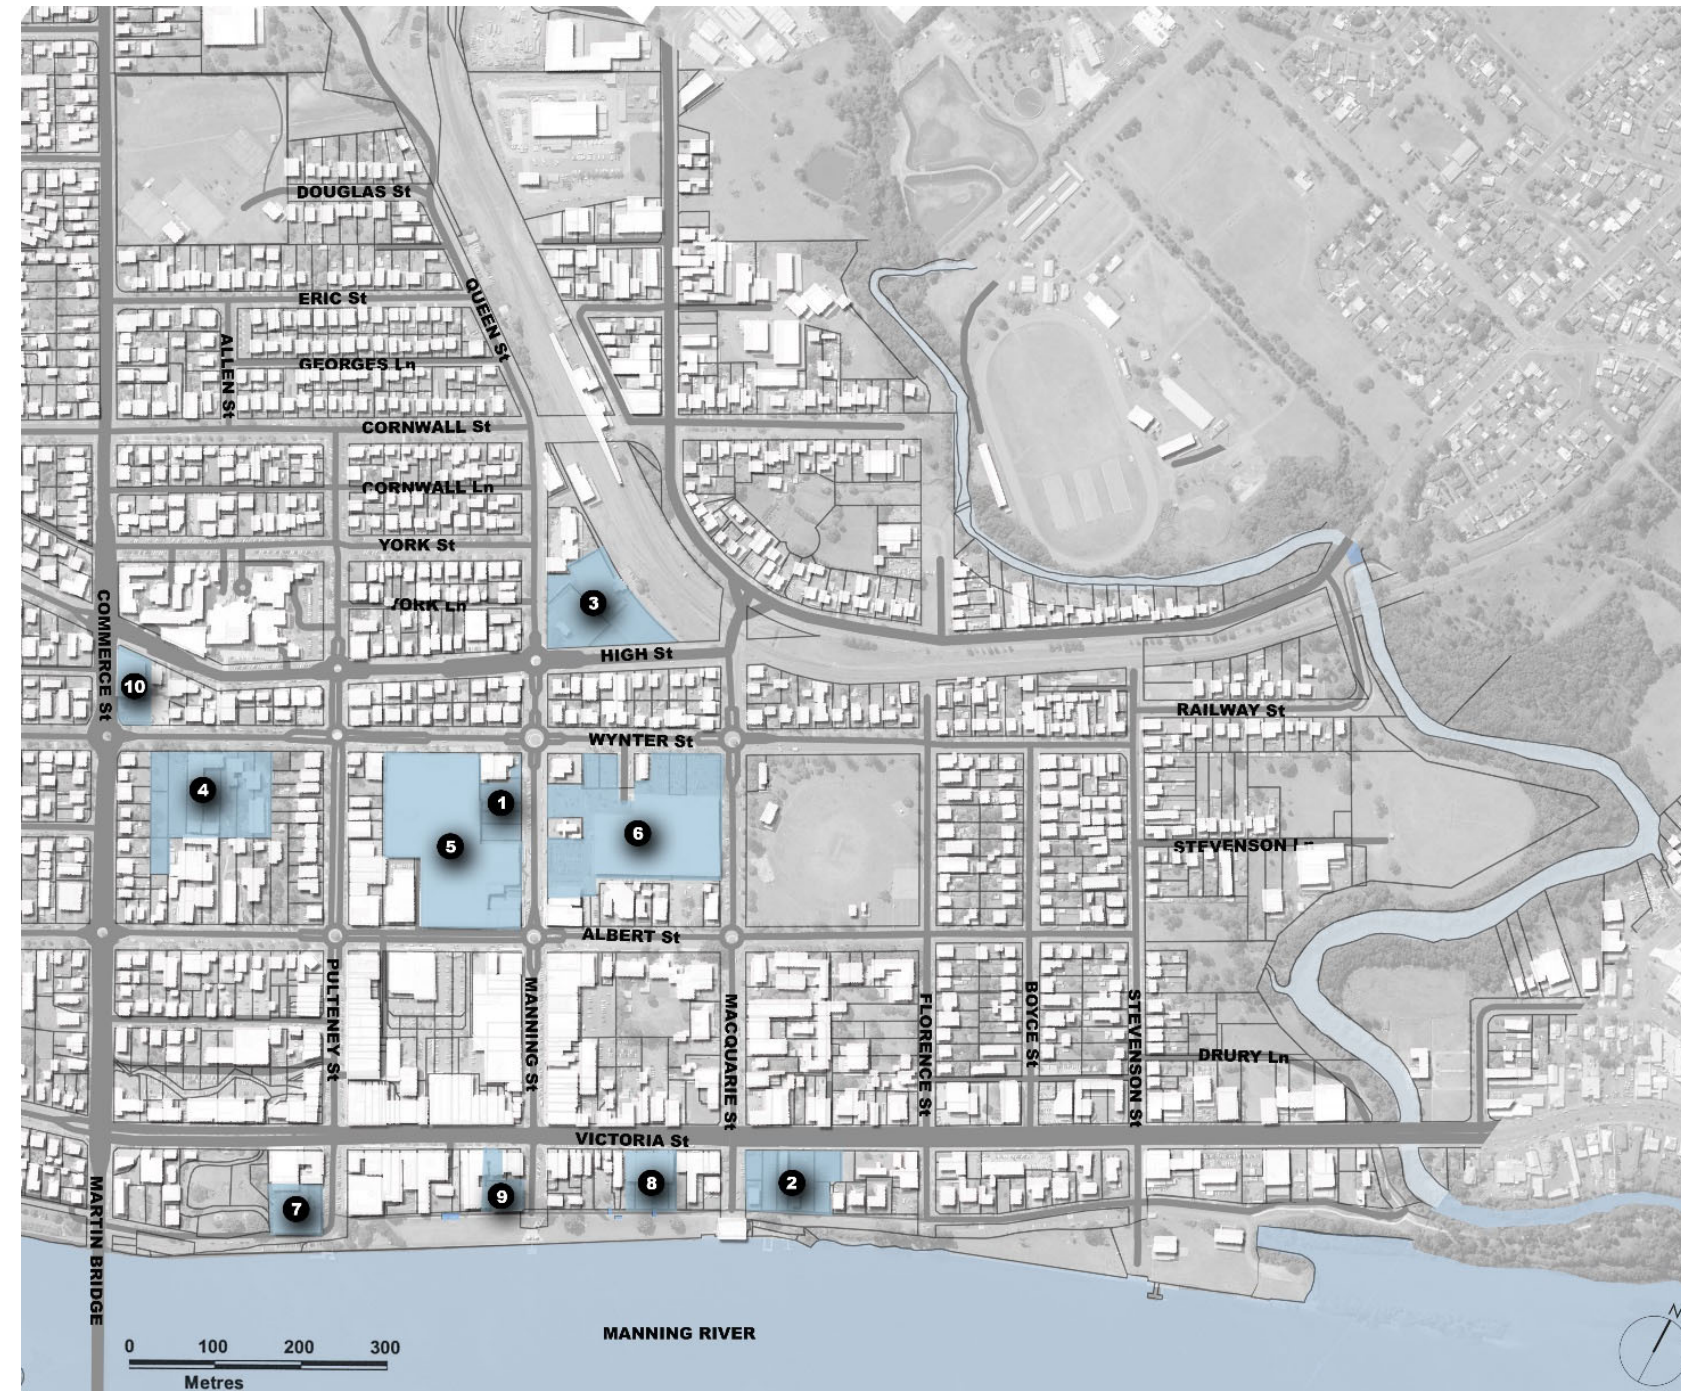 DOUGLAS St
ERIC St
QUEEN St
ALLEN St
GEORGES Ln
CORNWALL St
CORNWALL Ln
YORK St
YORK Ln
3
COMMERCE St
HIGH St
10
RAILWAY St
WYNTER St
4
1
5
6
STEVENSON Ln
ALBERT St
PULTENEY St
MANNING St
MACQUARIE St
FLORENCE St
BOYCE St
STEVENSON St
DRURY Ln
VICTORIA St
7
9
8
2
MARTIN BRIDGE
MANNING RIVER
N
0 100 200 300
Metres